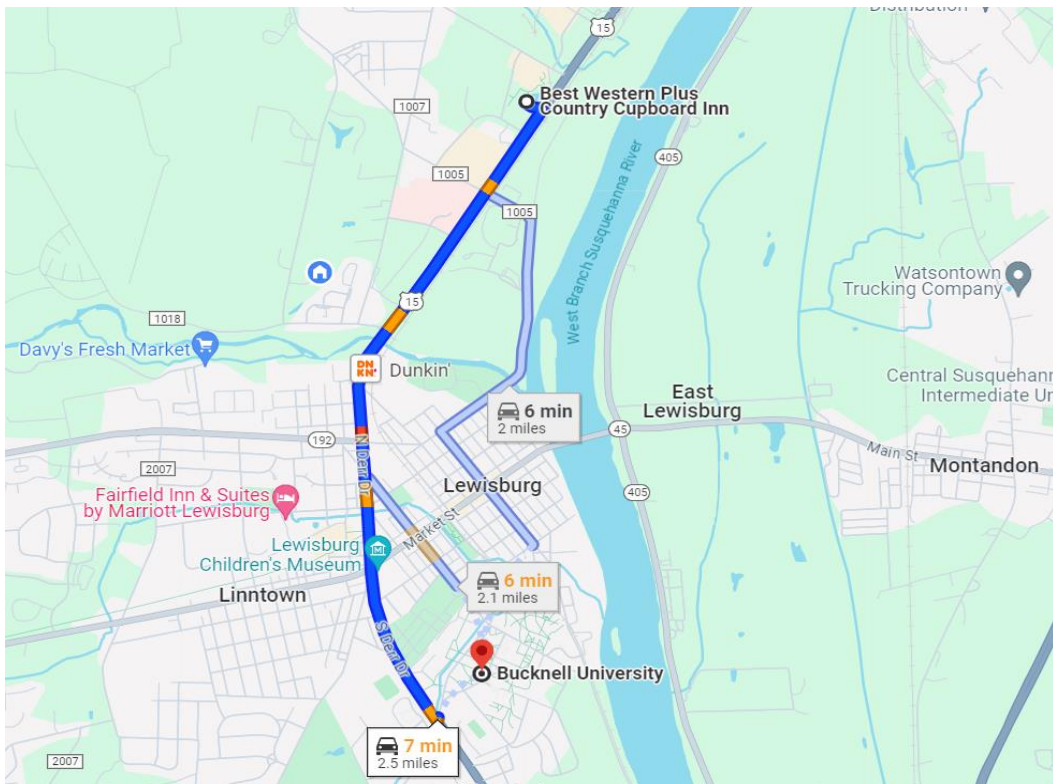 Distribution
15
Best Western Plus
Country Cupboard Inn
1007
405
1005
1005
West Branch Susquehanna River
Watsontown
Trucking Company
15
1018
Davy's Fresh Market
DN
KN'
Dunkin'
Central Susquehann
Intermediate Un
East
Lewisburg
6 min
2 miles
45
192
N Derr Dr
Main St
2007
Montandon
Fairfield Inn & Suites
by Marriott Lewisburg
Lewisburg
405
Market St
Lewisburg
Children's Museum
6 min
2.1 miles
Linntown
S Derr Dr
Bucknell University
7 min
2.5 miles
2007